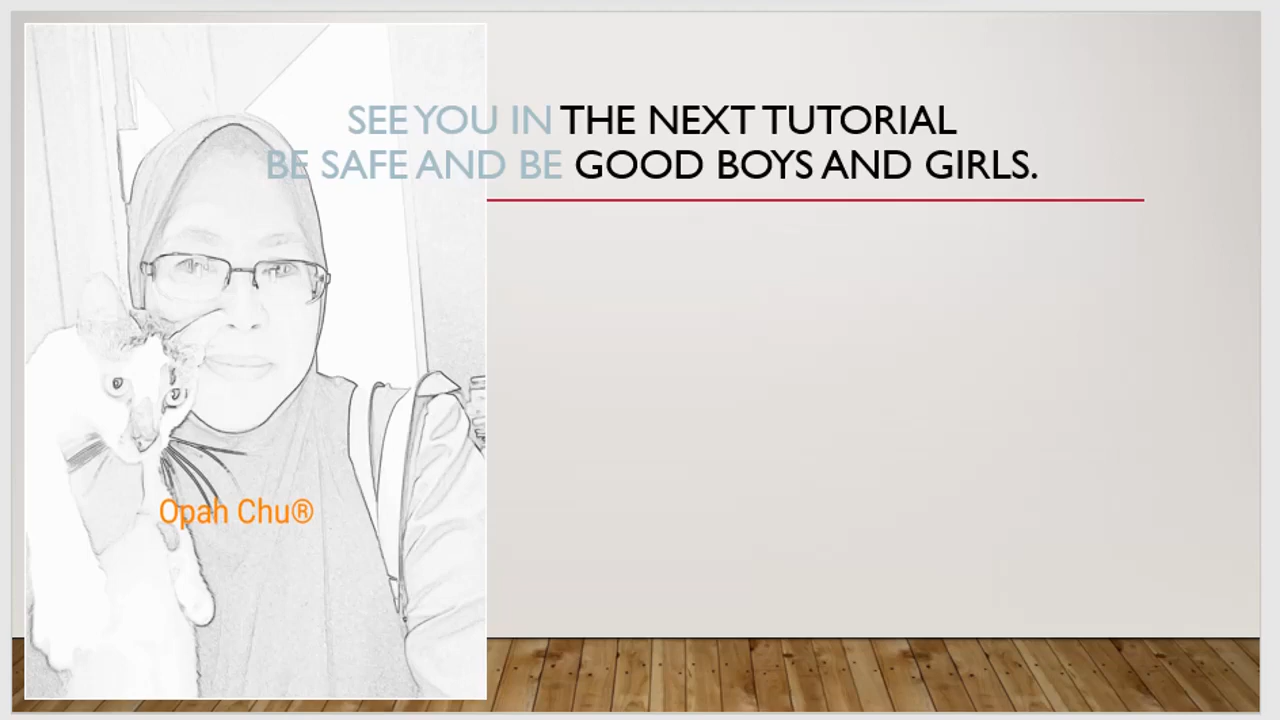 SEE YOU IN THE NEXT TUTORIAL
BE SAFE AND BE GOOD BOYS AND GIRLS.
Opah Chu®